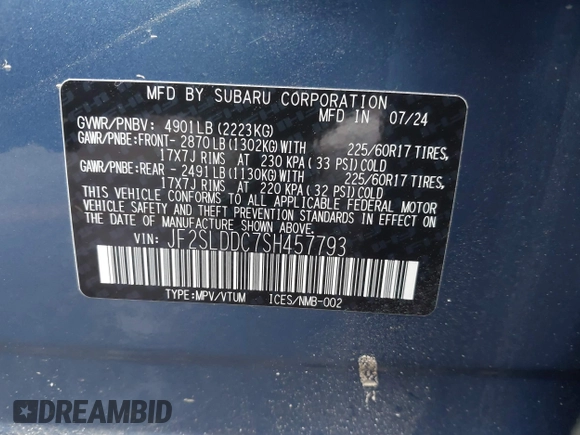 MFD BY SUBARU CORPORATION
GVWR/PNBV: 4901LB(2223KG) MFD IN 07/24
GAWR/PNBE:FRONT- 2870LB(1302KG)WITH 225/60R17 TIRES,
17X7J RIMS AT 230 KPA(33 PSI)COLD
GAWR/PNBE:REAR - 2491LB(1130KG)WITH 225/60R17 TIRES,
17X7J RIMS AT 220 KPA(32 PSI)COLD
THIS VEHICLE CONFORMS TO ALL APPLICABLE FEDERAL MOTOR
VEHICLE SAFETY AND THEFT PREVENTION STANDARDS IN EFFECT
ON THE DATE OF MANUFACTURE SHOWN ABOVE.
VIN: JF2SLDDC7SH457793
TYPE:MPV/VTUM ICES/NMB-002
DREAMBID